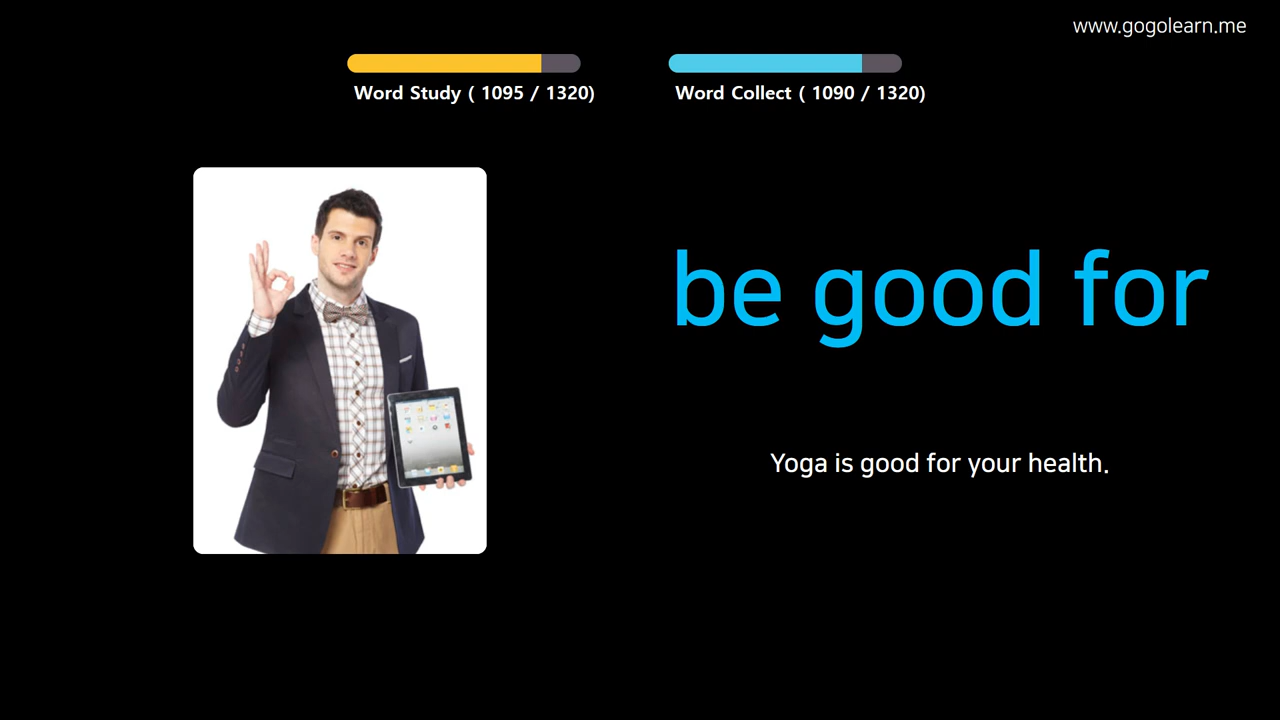 www.gogolearn.me
Word Study ( 1095 / 1320)
Word Collect ( 1090 / 1320)
be good for
Yoga is good for your health.